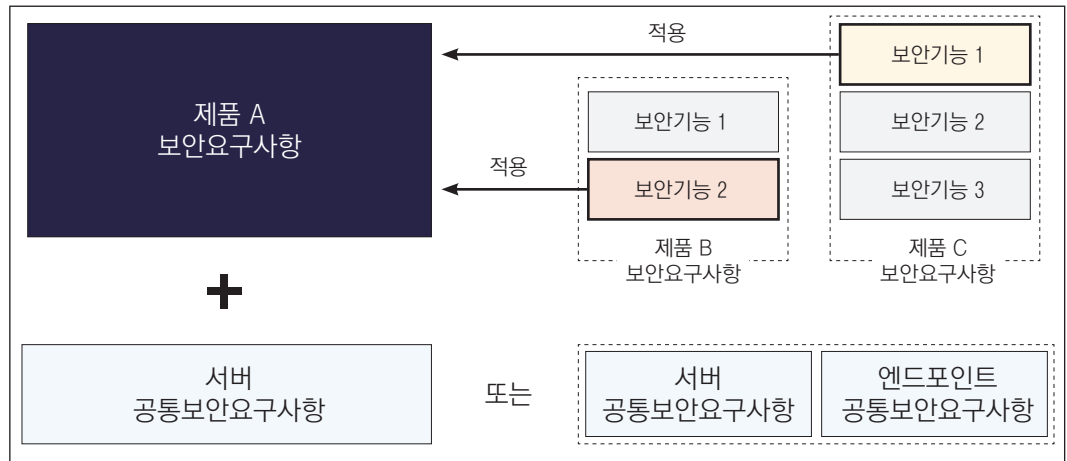 제품 A
보안요구사항
적용
보안기능 1
보안기능 2
보안기능 3
제품 C
보안요구사항
적용
보안기능 1
보안기능 2
제품 B
보안요구사항
+
서버
공통보안요구사항
또는
서버
공통보안요구사항
엔드포인트
공통보안요구사항